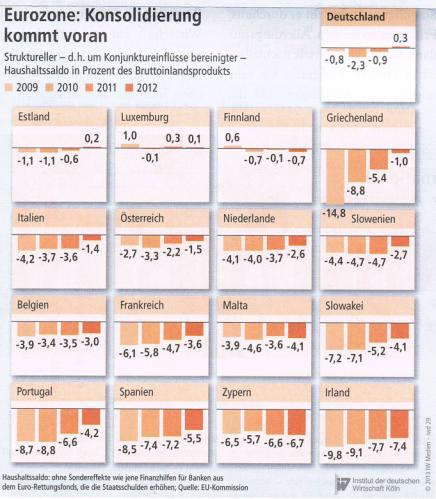 Eurozone: Konsolidierung
kommt voran
Struktureller – d.h. um Konjunktureinflüsse bereinigter –
Haushaltssaldo in Prozent des Bruttoinlandsprodukts
2009 2010 2011 2012
Deutschland
-0,8 -2,3 -0,9 0,3
Estland
-1,1 -1,1 -0,6 0,2
Luxemburg
1,0 -0,1 0,3 0,1
Finnland
0,6 -0,7 -0,1 -0,7
Griechenland
-14,8 -8,8 -5,4 -1,0
Italien
-4,2 -3,7 -3,6 -1,4
Österreich
-2,7 -3,3 -2,2 -1,5
Niederlande
-4,1 -4,0 -3,7 -2,6
Slowenien
-4,4 -4,7 -4,7 -2,7
Belgien
-3,9 -3,4 -3,5 -3,0
Frankreich
-6,1 -5,8 -4,7 -3,6
Malta
-3,9 -4,6 -3,6 -4,1
Slowakei
-7,2 -7,1 -5,2 -4,1
Portugal
-8,7 -8,8 -6,6 -4,2
Spanien
-8,5 -7,4 -7,2 -5,5
Zypern
-6,5 -5,7 -6,6 -6,7
Irland
-9,8 -9,1 -7,7 -7,4
Haushaltssaldo: ohne Sondereffekte wie jene Finanzhilfen für Banken aus
dem Euro-Rettungsfonds, die die Staatsschulden erhöhen; Quelle: EU-Kommission
Institut der deutschen
Wirtschaft Köln
© 2013 IW Medien · iwd 29